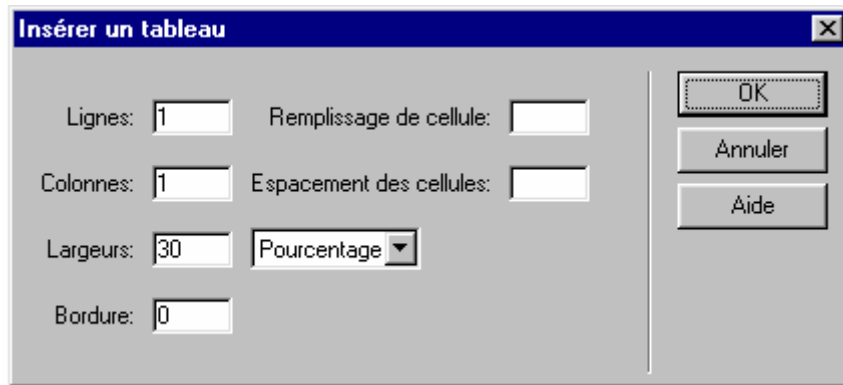 Insérer un tableau
Lignes: 1 Remplissage de cellule:
OK
Colonnes: 1 Espacement des cellules:
Annuler
Aide
Largeurs: 30 Pourcentage
Bordure: 0